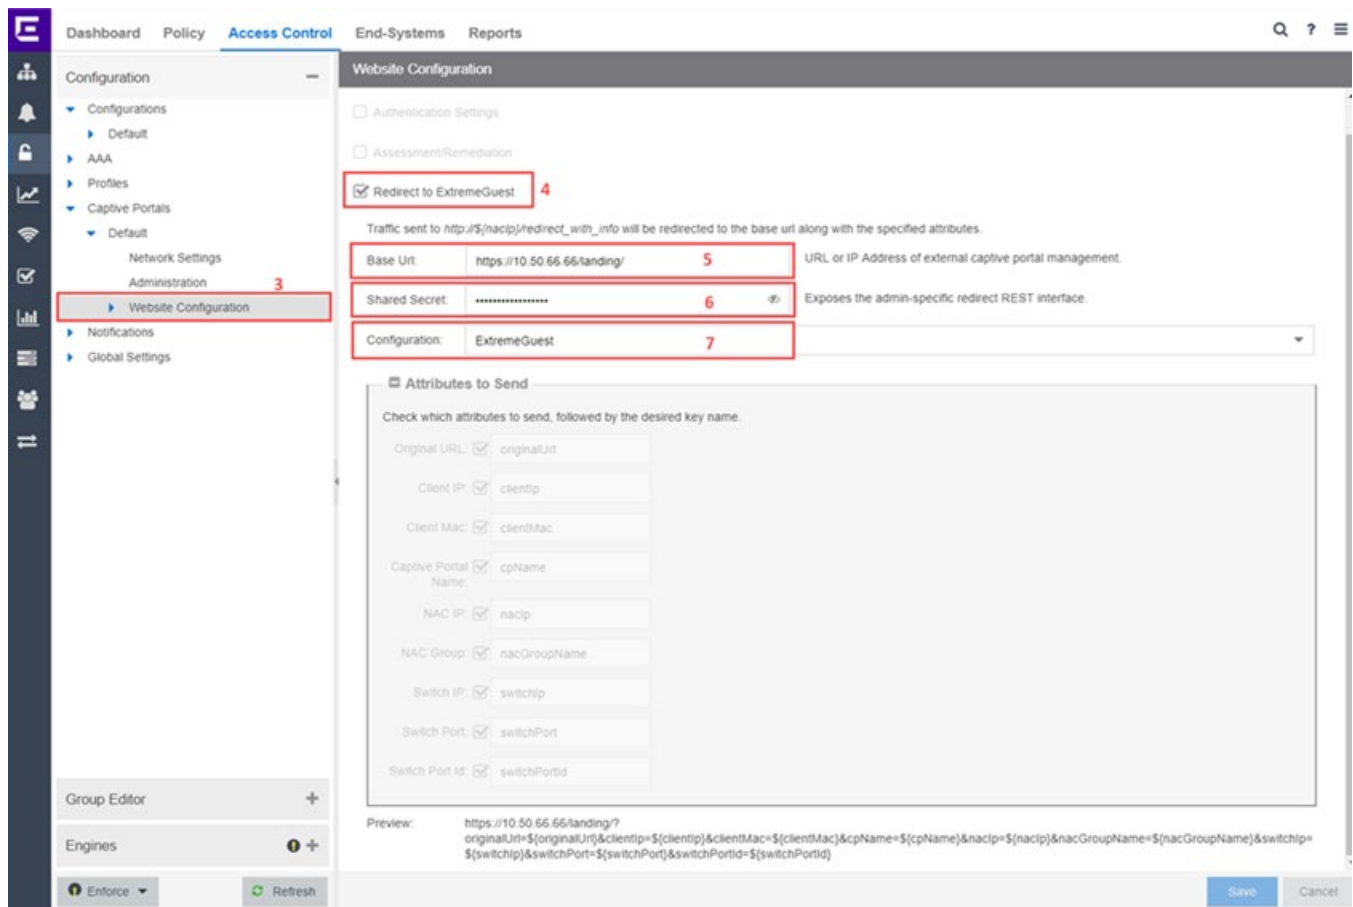 Dashboard Policy Access Control End-Systems Reports
Configuration
Configurations
Default
AAA
Profiles
Captive Portals
Default
Network Settings
Administration
3
Website Configuration
Notifications
Global Settings
Group Editor
Engines
Enforce
Refresh
Website Configuration
Authentication Settings
Assessment/Remediation
Redirect to ExtremeGuest 4
Traffic sent to http://${nacIp}/redirect_with_info will be redirected to the base url along with the specified attributes.
Base Url: https://10.50.66.66/landing/ 5 URL or IP Address of external captive portal management.
Shared Secret: ••••••••••••••••• 6 Exposes the admin-specific redirect REST interface.
Configuration: ExtremeGuest 7
Attributes to Send
Check which attributes to send, followed by the desired key name.
Original URL: originalUrl
Client IP: clientIp
Client Mac: clientMac
Captive Portal
Name: cpName
NAC IP: nacIp
NAC Group: nacGroupName
Switch IP: switchIp
Switch Port: switchPort
Switch Port Id: switchPortId
Preview: https://10.50.66.66/landing/?
originalUrl=${originalUrl}&clientIp=${clientIp}&clientMac=${clientMac}&cpName=${cpName}&nacIp=${nacIp}&nacGroupName=${nacGroupName}&switchIp=
${switchIp}&switchPort=${switchPort}&switchPortId=${switchPortId}
Save Cancel